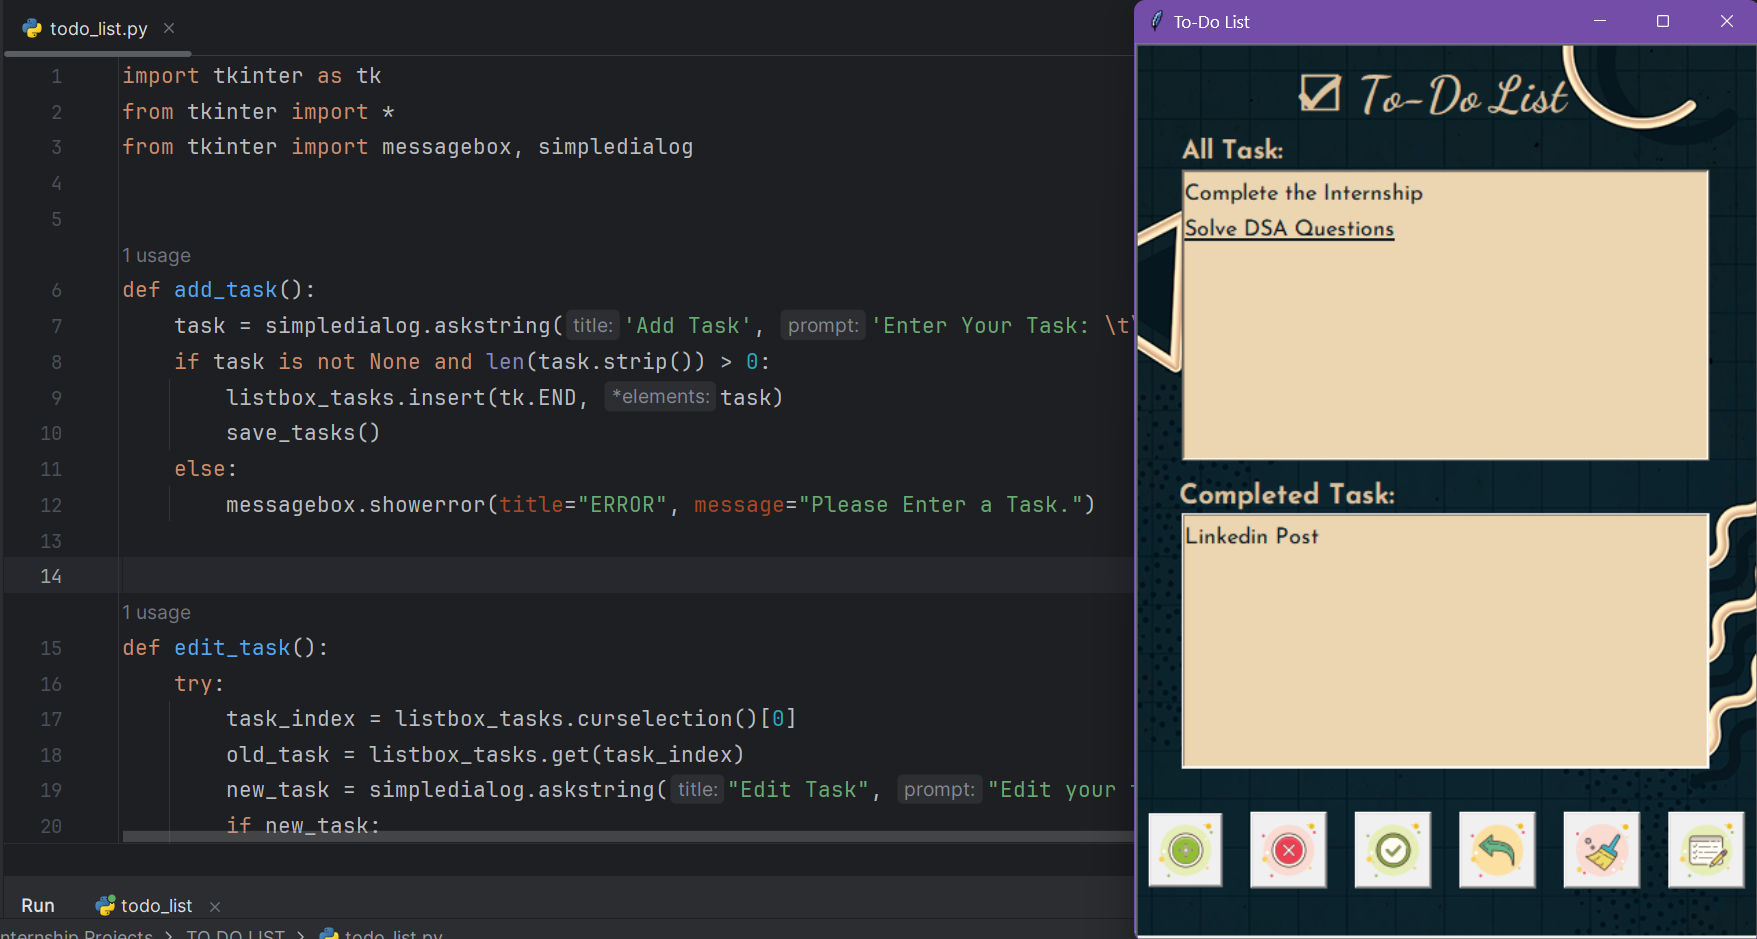 todo_list.py
1 import tkinter as tk
2 from tkinter import *
3 from tkinter import messagebox, simpledialog
4
5
1 usage
6 def add_task():
7 task = simpledialog.askstring( title: 'Add Task', prompt: 'Enter Your Task: \t\
8 if task is not None and len(task.strip()) > 0:
9 listbox_tasks.insert(tk.END, *elements: task)
10 save_tasks()
11 else:
12 messagebox.showerror(title="ERROR", message="Please Enter a Task.")
13
14
1 usage
15 def edit_task():
16 try:
17 task_index = listbox_tasks.curselection()[0]
18 old_task = listbox_tasks.get(task_index)
19 new_task = simpledialog.askstring( title: "Edit Task", prompt: "Edit your
20 if new_task:
Run todo_list
nternship Projects > TO DO LIST > todo_list.py
To-Do List
To-Do List
All Task:
Complete the Internship
Solve DSA Questions
Completed Task:
Linkedin Post